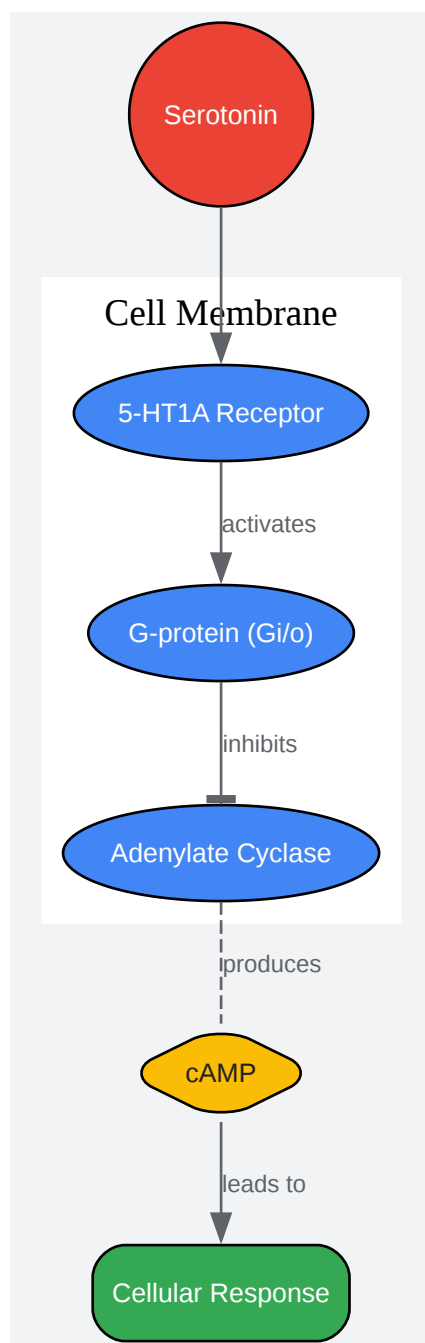 Serotonin
Cell Membrane
5-HT1A Receptor
activates
G-protein (Gi/o)
inhibits
Adenylate Cyclase
produces
cAMP
leads to
Cellular Response